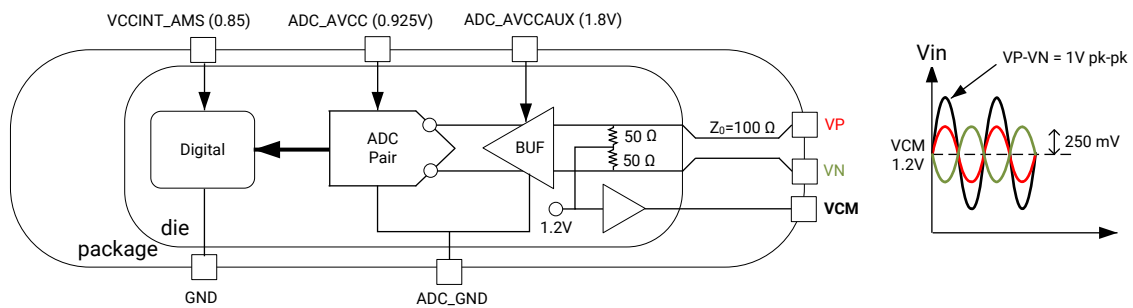 VCCINT_AMS (0.85)
ADC_AVCC (0.925V)
ADC_AVCCAUX (1.8V)
Digital
ADC
Pair
BUF
50 Ω
50 Ω
Z₀=100 Ω
VP
VN
VCM
1.2V
die
package
GND
ADC_GND
Vin
VP-VN = 1V pk-pk
VCM
1.2V
250 mV